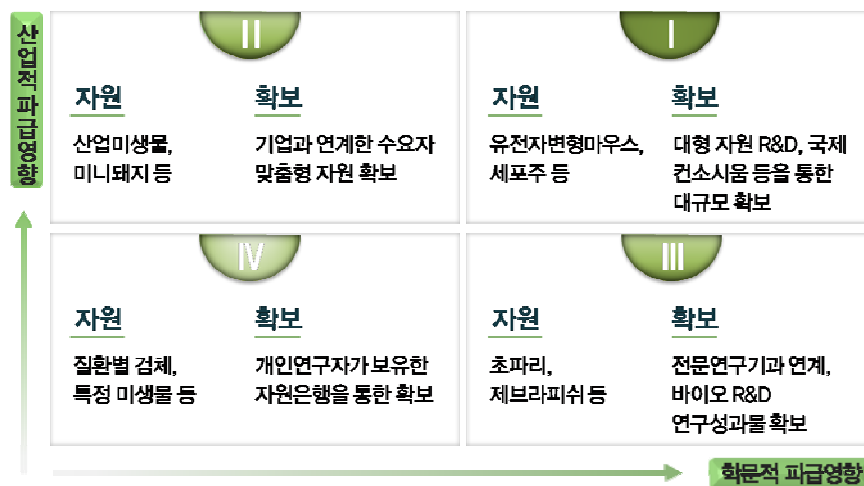 산업적 파급영향
II
자원
산업미생물,
미니돼지 등
확보
기업과 연계한 수요자
맞춤형 자원 확보
I
자원
유전자변형마우스,
세포주 등
확보
대형 자원 R&D, 국제
컨소시움 등을 통한
대규모 확보
IV
자원
질환별 검체,
특정 미생물 등
확보
개인연구자가 보유한
자원은행을 통한 확보
III
자원
초파리,
제브라피쉬 등
확보
전문연구기과 연계,
바이오 R&D
연구성과물 확보
학문적 파급영향